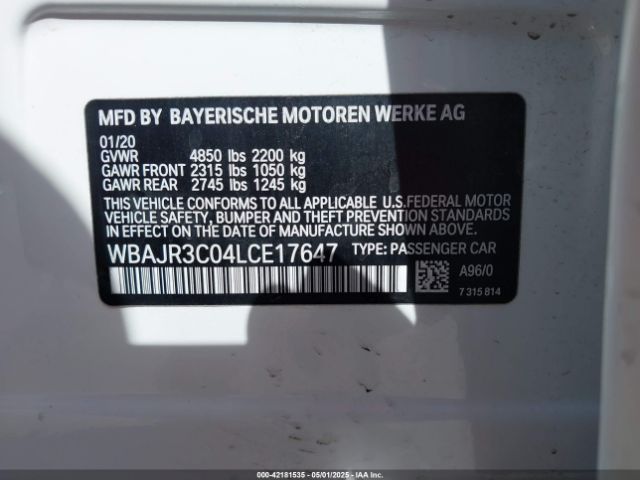 MFD BY BAYERISCHE MOTOREN WERKE AG
01/20
GVWR 4850 lbs 2200 kg
GAWR FRONT 2315 lbs 1050 kg
GAWR REAR 2745 lbs 1245 kg
THIS VEHICLE CONFORMS TO ALL APPLICABLE U.S.FEDERAL MOTOR
VEHICLE SAFETY, BUMPER AND THEFT PREVENTION STANDARDS
IN EFFECT ON THE DATE OF MANUFACTURE SHOWN ABOVE.
WBAJR3C04LCE17647 TYPE: PASSENGER CAR
A96/0
7 315 814
000-42181535 - 05/01/2025 - IAA Inc.